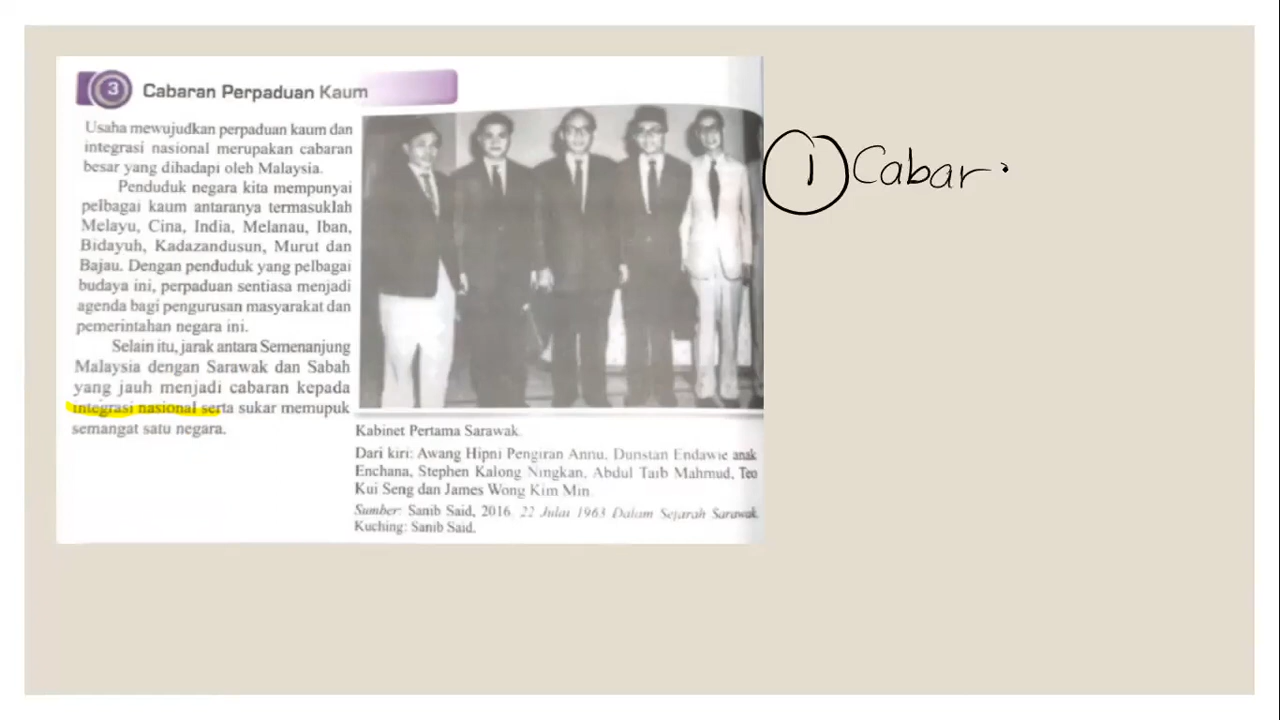 3 Cabaran Perpaduan Kaum
Usaha mewujudkan perpaduan kaum dan
integrasi nasional merupakan cabaran
besar yang dihadapi oleh Malaysia.
Penduduk negara kita mempunyai
pelbagai kaum antaranya termasuklah
Melayu, Cina, India, Melanau, Iban,
Bidayuh, Kadazandusun, Murut dan
Bajau. Dengan penduduk yang pelbagai
budaya ini, perpaduan sentiasa menjadi
agenda bagi pengurusan masyarakat dan
pemerintahan negara ini.
Selain itu, jarak antara Semenanjung
Malaysia dengan Sarawak dan Sabah
yang jauh menjadi cabaran kepada
integrasi nasional serta sukar memupuk
semangat satu negara.
Kabinet Pertama Sarawak.
Dari kiri: Awang Hipni Pengiran Annu, Dunstan Endawie anak
Enchana, Stephen Kalong Ningkan, Abdul Taib Mahmud, Teo
Kui Seng dan James Wong Kim Min.
Sumber: Sanib Said, 2016. 22 Julai 1963 Dalam Sejarah Sarawak.
Kuching: Sanib Said.
1 Cabar